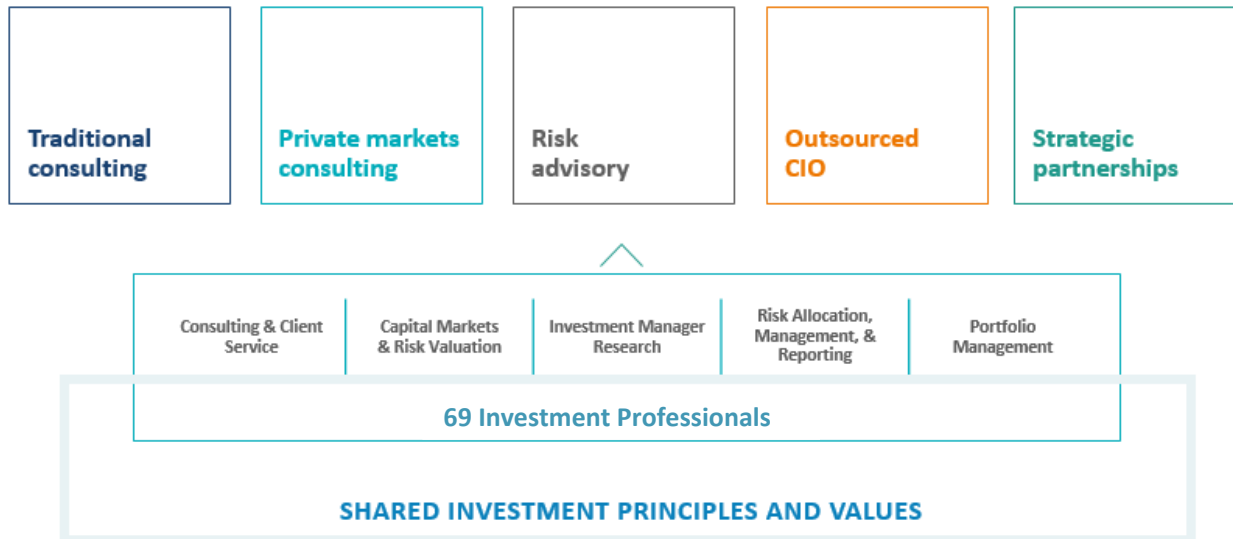 Traditional
consulting
Private markets
consulting
Risk
advisory
Outsourced
CIO
Strategic
partnerships
Consulting & Client
Service
Capital Markets
& Risk Valuation
Investment Manager
Research
Risk Allocation,
Management, &
Reporting
Portfolio
Management
69 Investment Professionals
SHARED INVESTMENT PRINCIPLES AND VALUES